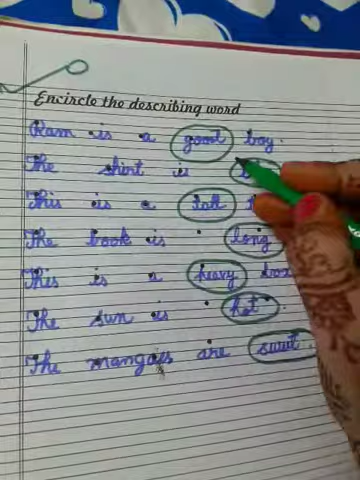 Encircle the describing word
Ram is a good boy.
The shirt is
This is a tall
The book is long
This is a heavy box
The sun is hot.
The mangoes are sweet.